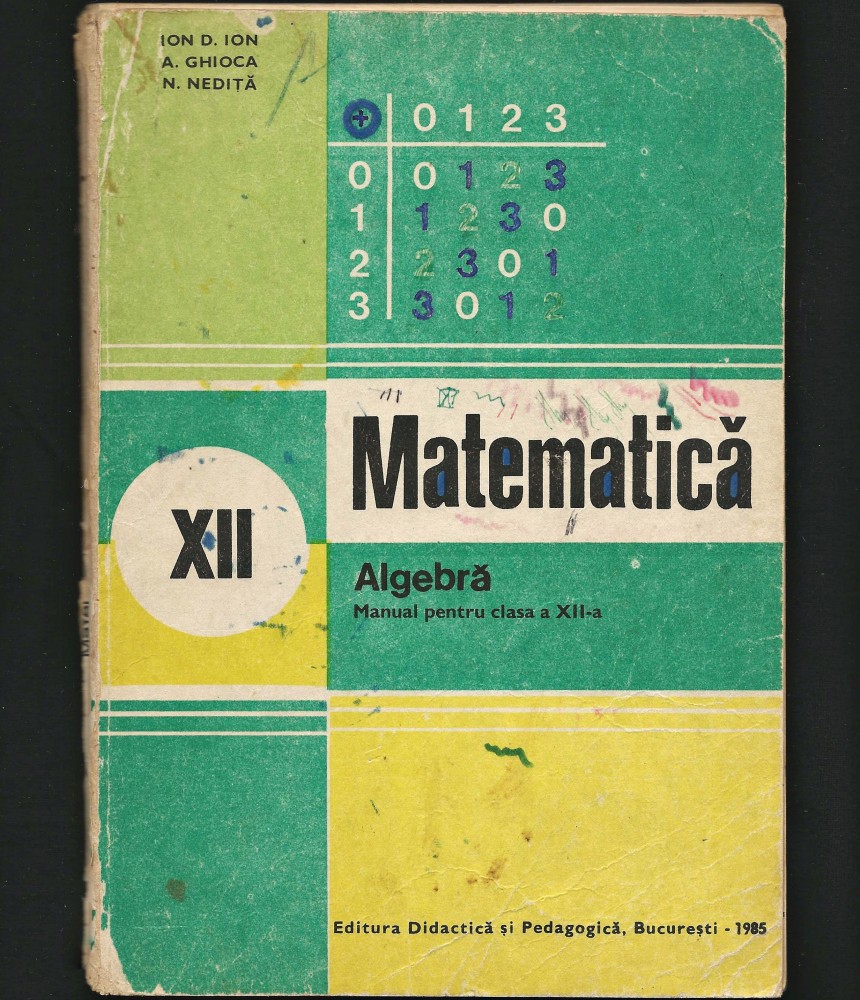 ION D. ION
A. GHIOCA
N. NEDIȚĂ
+ 0 1 2 3
0 0 1 2 3
1 1 2 3 0
2 2 3 0 1
3 3 0 1 2
Matematică
XII
Algebră
Manual pentru clasa a XII-a
Editura Didactică și Pedagogică, București - 1985